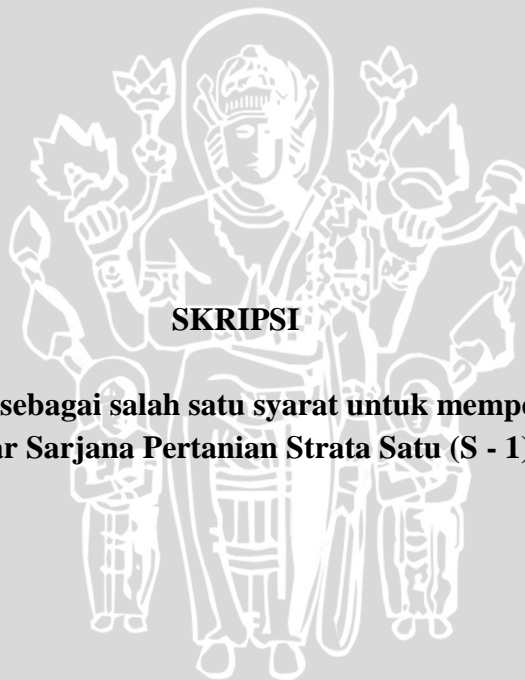 SKRIPSI
sebagai salah satu syarat untuk
Sarjana Pertanian Strata Satu (S - 1)